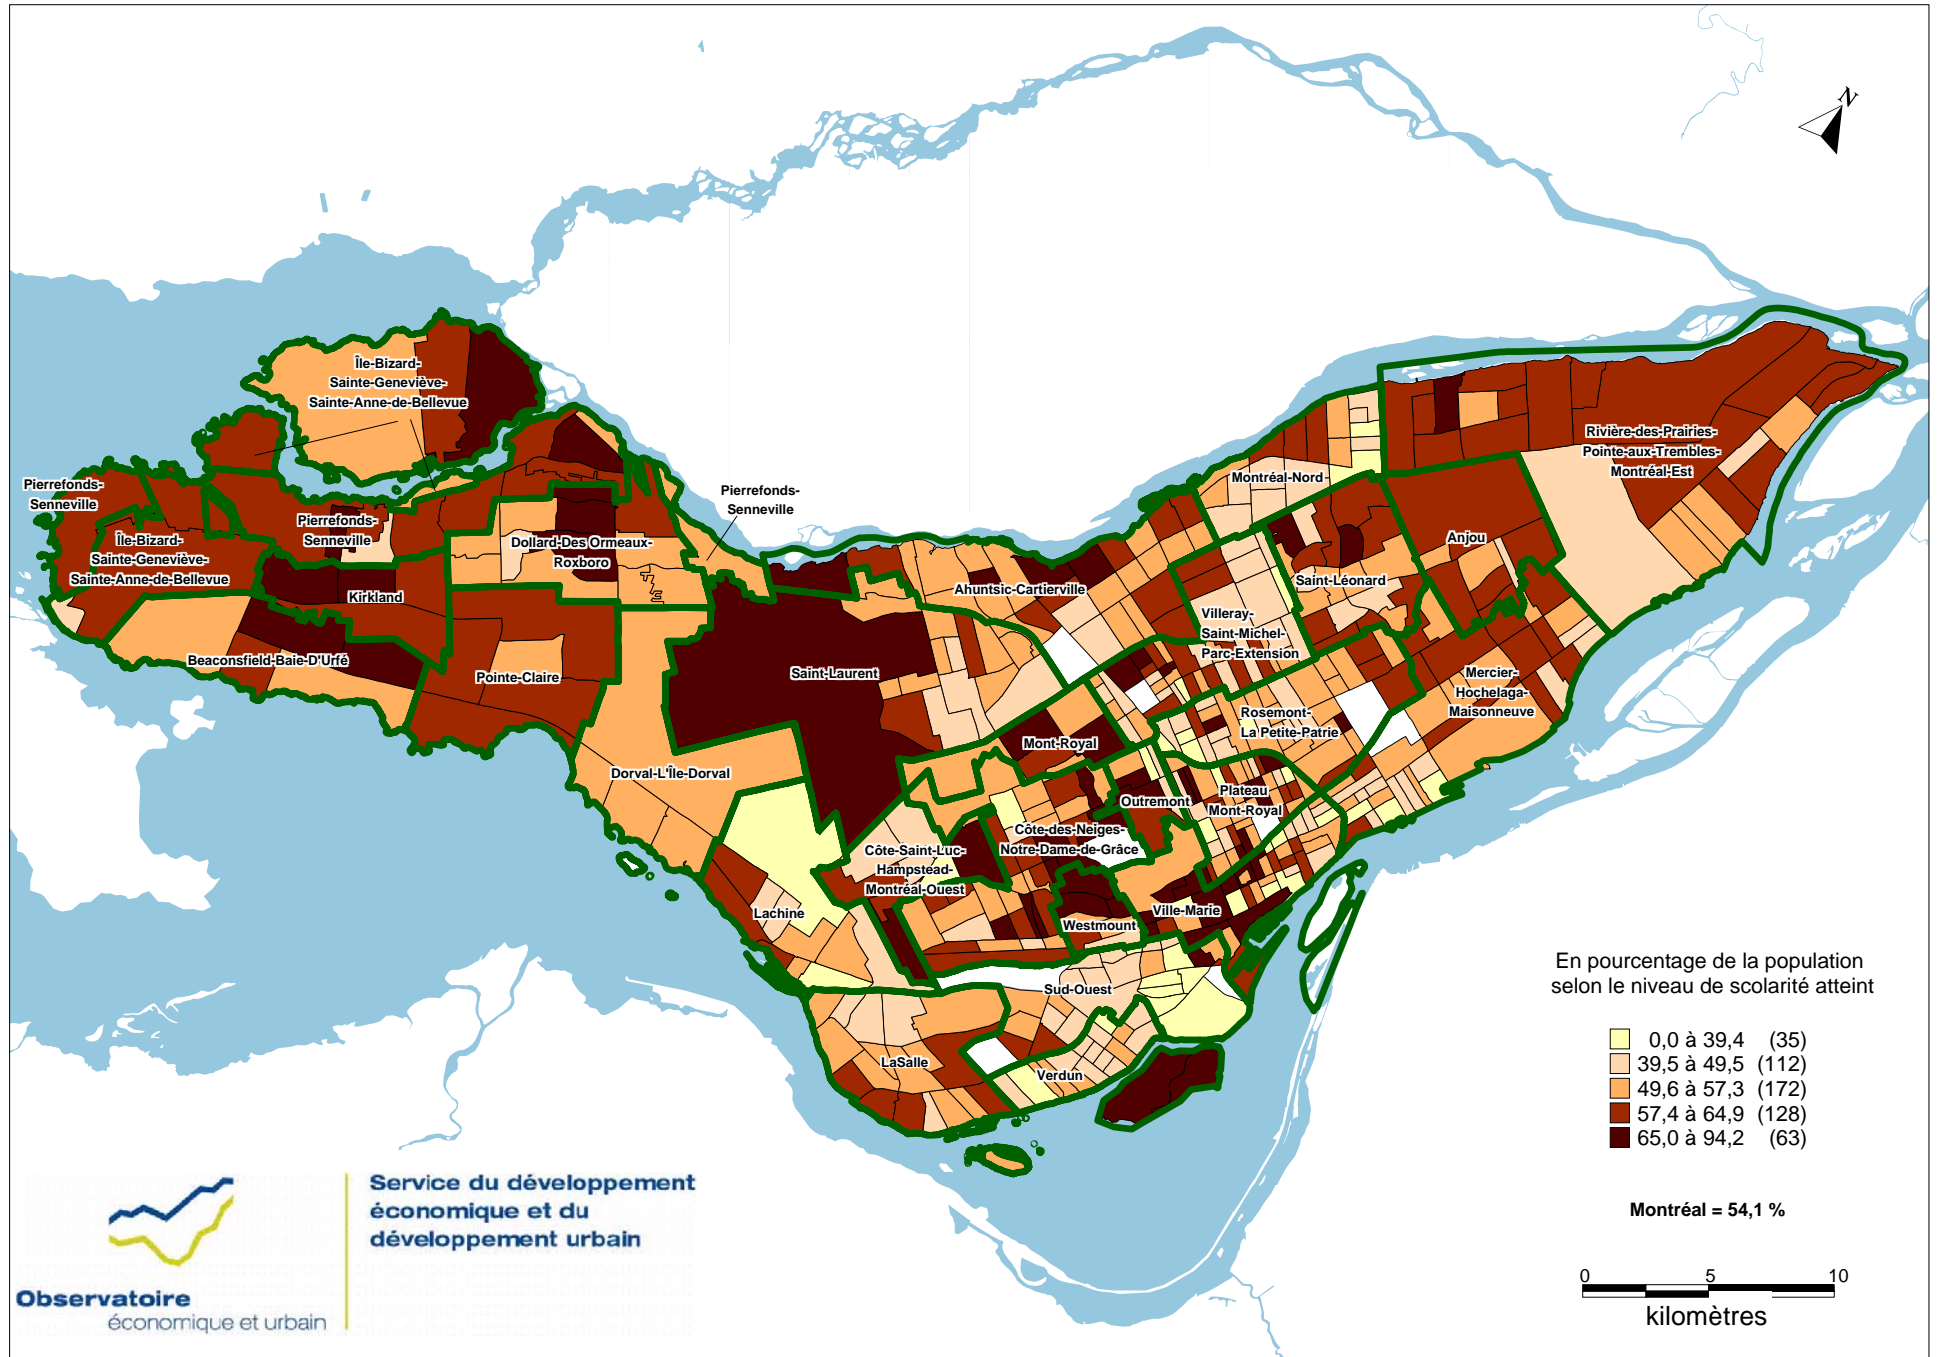 N
Île-Bizard-
Sainte-Geneviève-
Sainte-Anne-de-Bellevue
Rivière-des-Prairies-
Pointe-aux-Trembles-
Montréal-Est
Pierrefonds-
Senneville
Montréal-Nord
Pierrefonds-
Senneville
Pierrefonds-
Senneville
Île-Bizard-
Sainte-Geneviève-
Sainte-Anne-de-Bellevue
Dollard-Des Ormeaux-
Roxboro
Anjou
Saint-Léonard
Ahuntsic-Cartierville
Kirkland
Villeray-
Saint-Michel-
Parc-Extension
Beaconsfield-Baie-D'Urfé
Pointe-Claire
Saint-Laurent
Mercier-
Hochelaga-
Maisonneuve
Rosemont-
La Petite-Patrie
Mont-Royal
Dorval-L'Île-Dorval
Outremont
Plateau
Mont-Royal
Côte-des-Neiges-
Notre-Dame-de-Grâce
Côte-Saint-Luc-
Hampstead-
Montréal-Ouest
Lachine
Westmount
Ville-Marie
Sud-Ouest
LaSalle
Verdun
En pourcentage de la population
selon le niveau de scolarité atteint
0,0 à 39,4 (35)
39,5 à 49,5 (112)
49,6 à 57,3 (172)
57,4 à 64,9 (128)
65,0 à 94,2 (63)
Montréal = 54,1 %
0 5 10
kilomètres
Service du développement
économique et du
développement urbain
Observatoire
économique et urbain